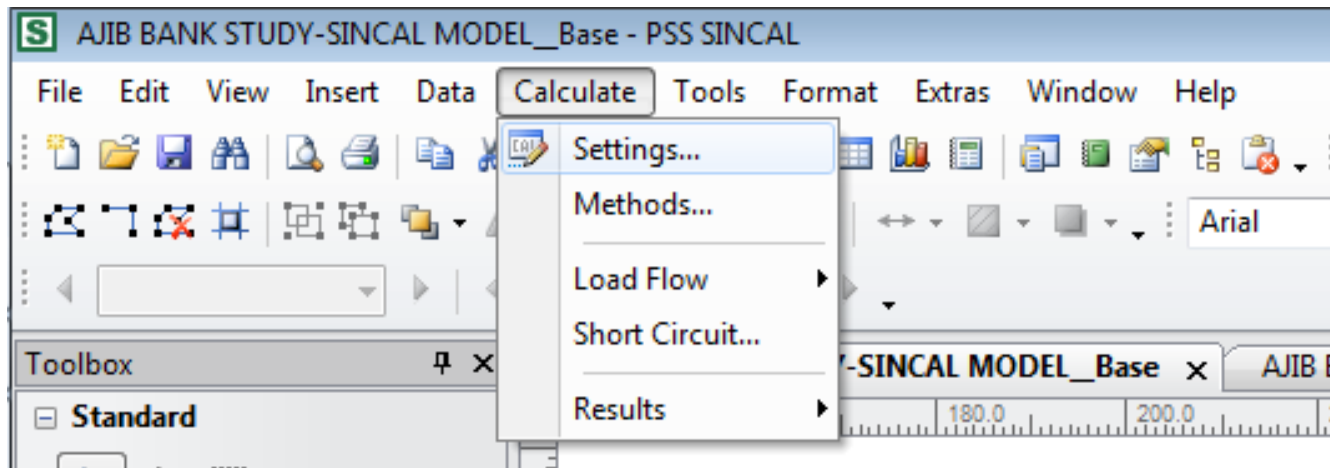 S AJIB BANK STUDY-SINCAL MODEL__Base - PSS SINCAL
File Edit View Insert Data Calculate Tools Format Extras Window Help
Settings...
Methods...
Arial
Load Flow
Short Circuit...
Toolbox
-SINCAL MODEL__Base AJIB
Results
180.0 200.0
Standard